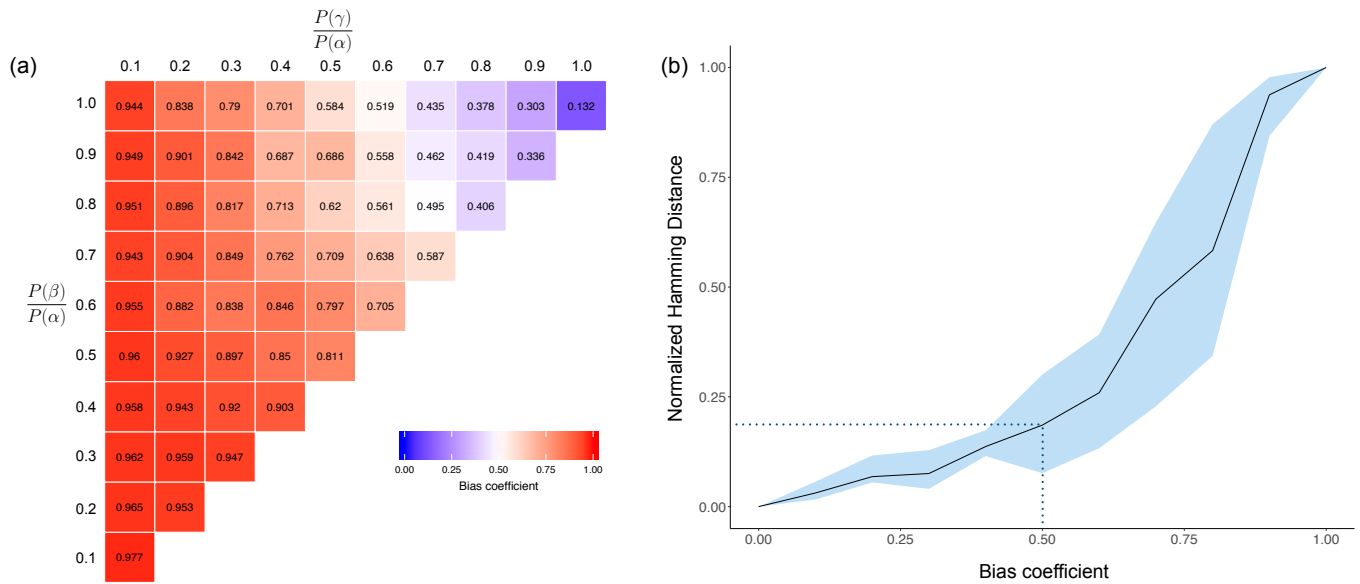 (a)
P(γ)
P(α)
0.1 0.2 0.3 0.4 0.5 0.6 0.7 0.8 0.9 1.0
1.0 0.944 0.838 0.79 0.701 0.584 0.519 0.435 0.378 0.303 0.132
0.9 0.949 0.901 0.842 0.687 0.686 0.558 0.462 0.419 0.336
0.8 0.951 0.896 0.817 0.713 0.62 0.561 0.495 0.406
0.7 0.943 0.904 0.849 0.762 0.709 0.638 0.587
P(β)
P(α)
0.6 0.955 0.882 0.838 0.846 0.797 0.705
0.5 0.96 0.927 0.897 0.85 0.811
0.4 0.958 0.943 0.92 0.903
0.3 0.962 0.959 0.947
0.2 0.965 0.953
0.1 0.977
0.00 0.25 0.50 0.75 1.00
Bias coefficient
(b)
Normalized Hamming Distance
1.00
0.75
0.50
0.25
0.00
0.00 0.25 0.50 0.75 1.00
Bias coefficient